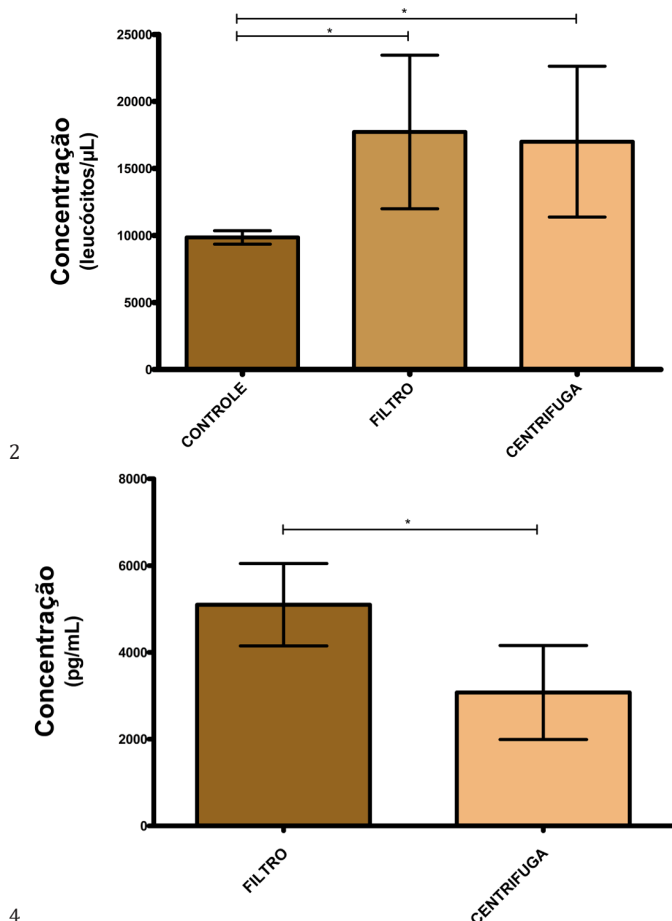 *
*
Concentração
(leucócitos/µL)
25000
20000
15000
10000
5000
0
CONTROLE
FILTRO
CENTRIFUGA
2
*
Concentração
(pg/mL)
8000
6000
4000
2000
0
FILTRO
CENTRIFUGA
4